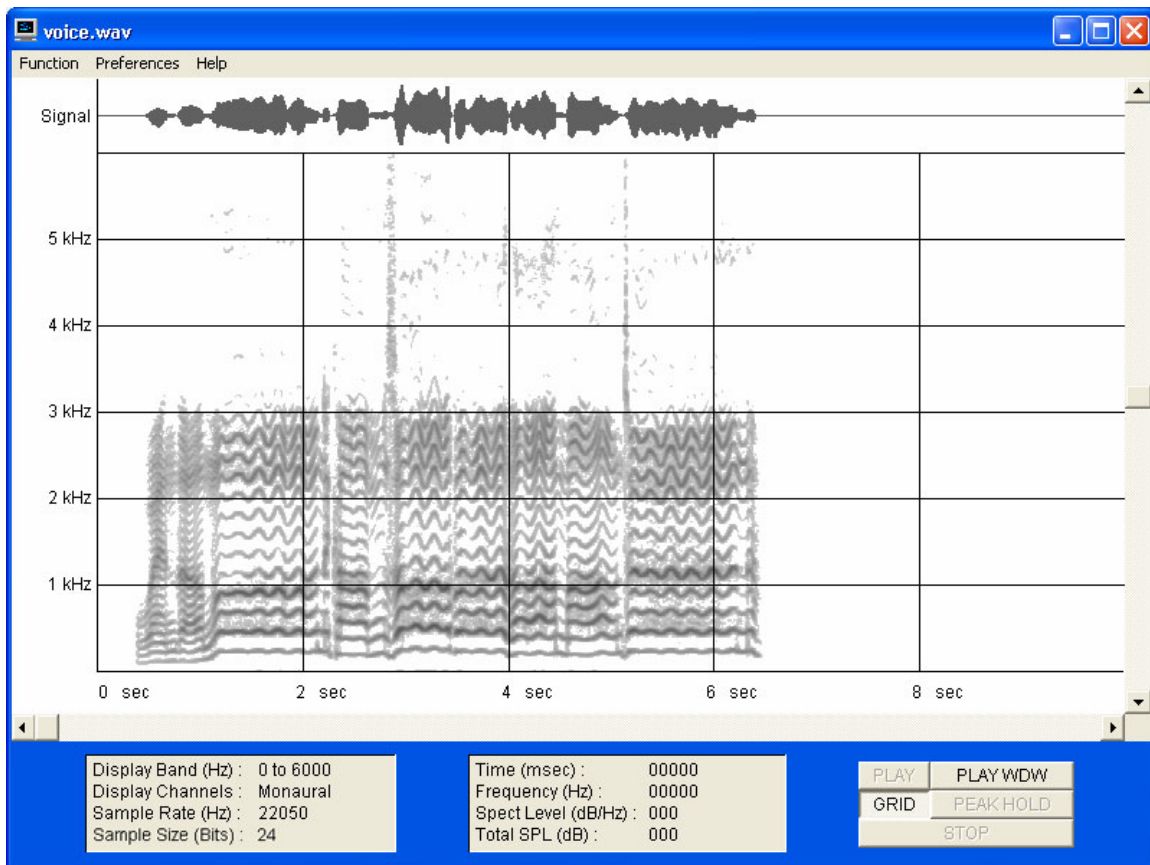 voice.wav
Function Preferences Help
Signal
5 kHz
4 kHz
3 kHz
2 kHz
1 kHz
0 sec 2 sec 4 sec 6 sec 8 sec
Display Band (Hz) : 0 to 6000
Display Channels : Monaural
Sample Rate (Hz) : 22050
Sample Size (Bits) : 24
Time (msec) : 00000
Frequency (Hz) : 00000
Spect Level (dB/Hz) : 000
Total SPL (dB) : 000
PLAY PLAY WDW
GRID PEAK HOLD
STOP